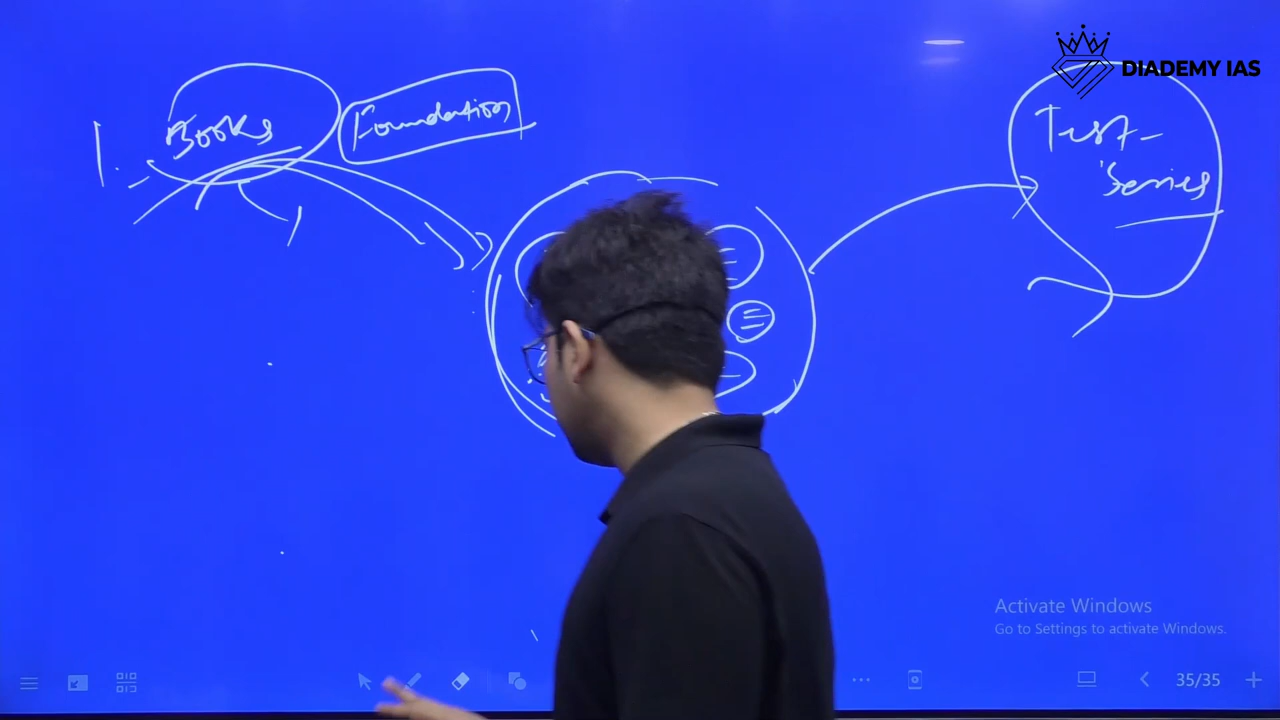 DIADEMY IAS
1. Books
Foundation
Test-
Series
Activate Windows
Go to Settings to activate Windows.
35/35